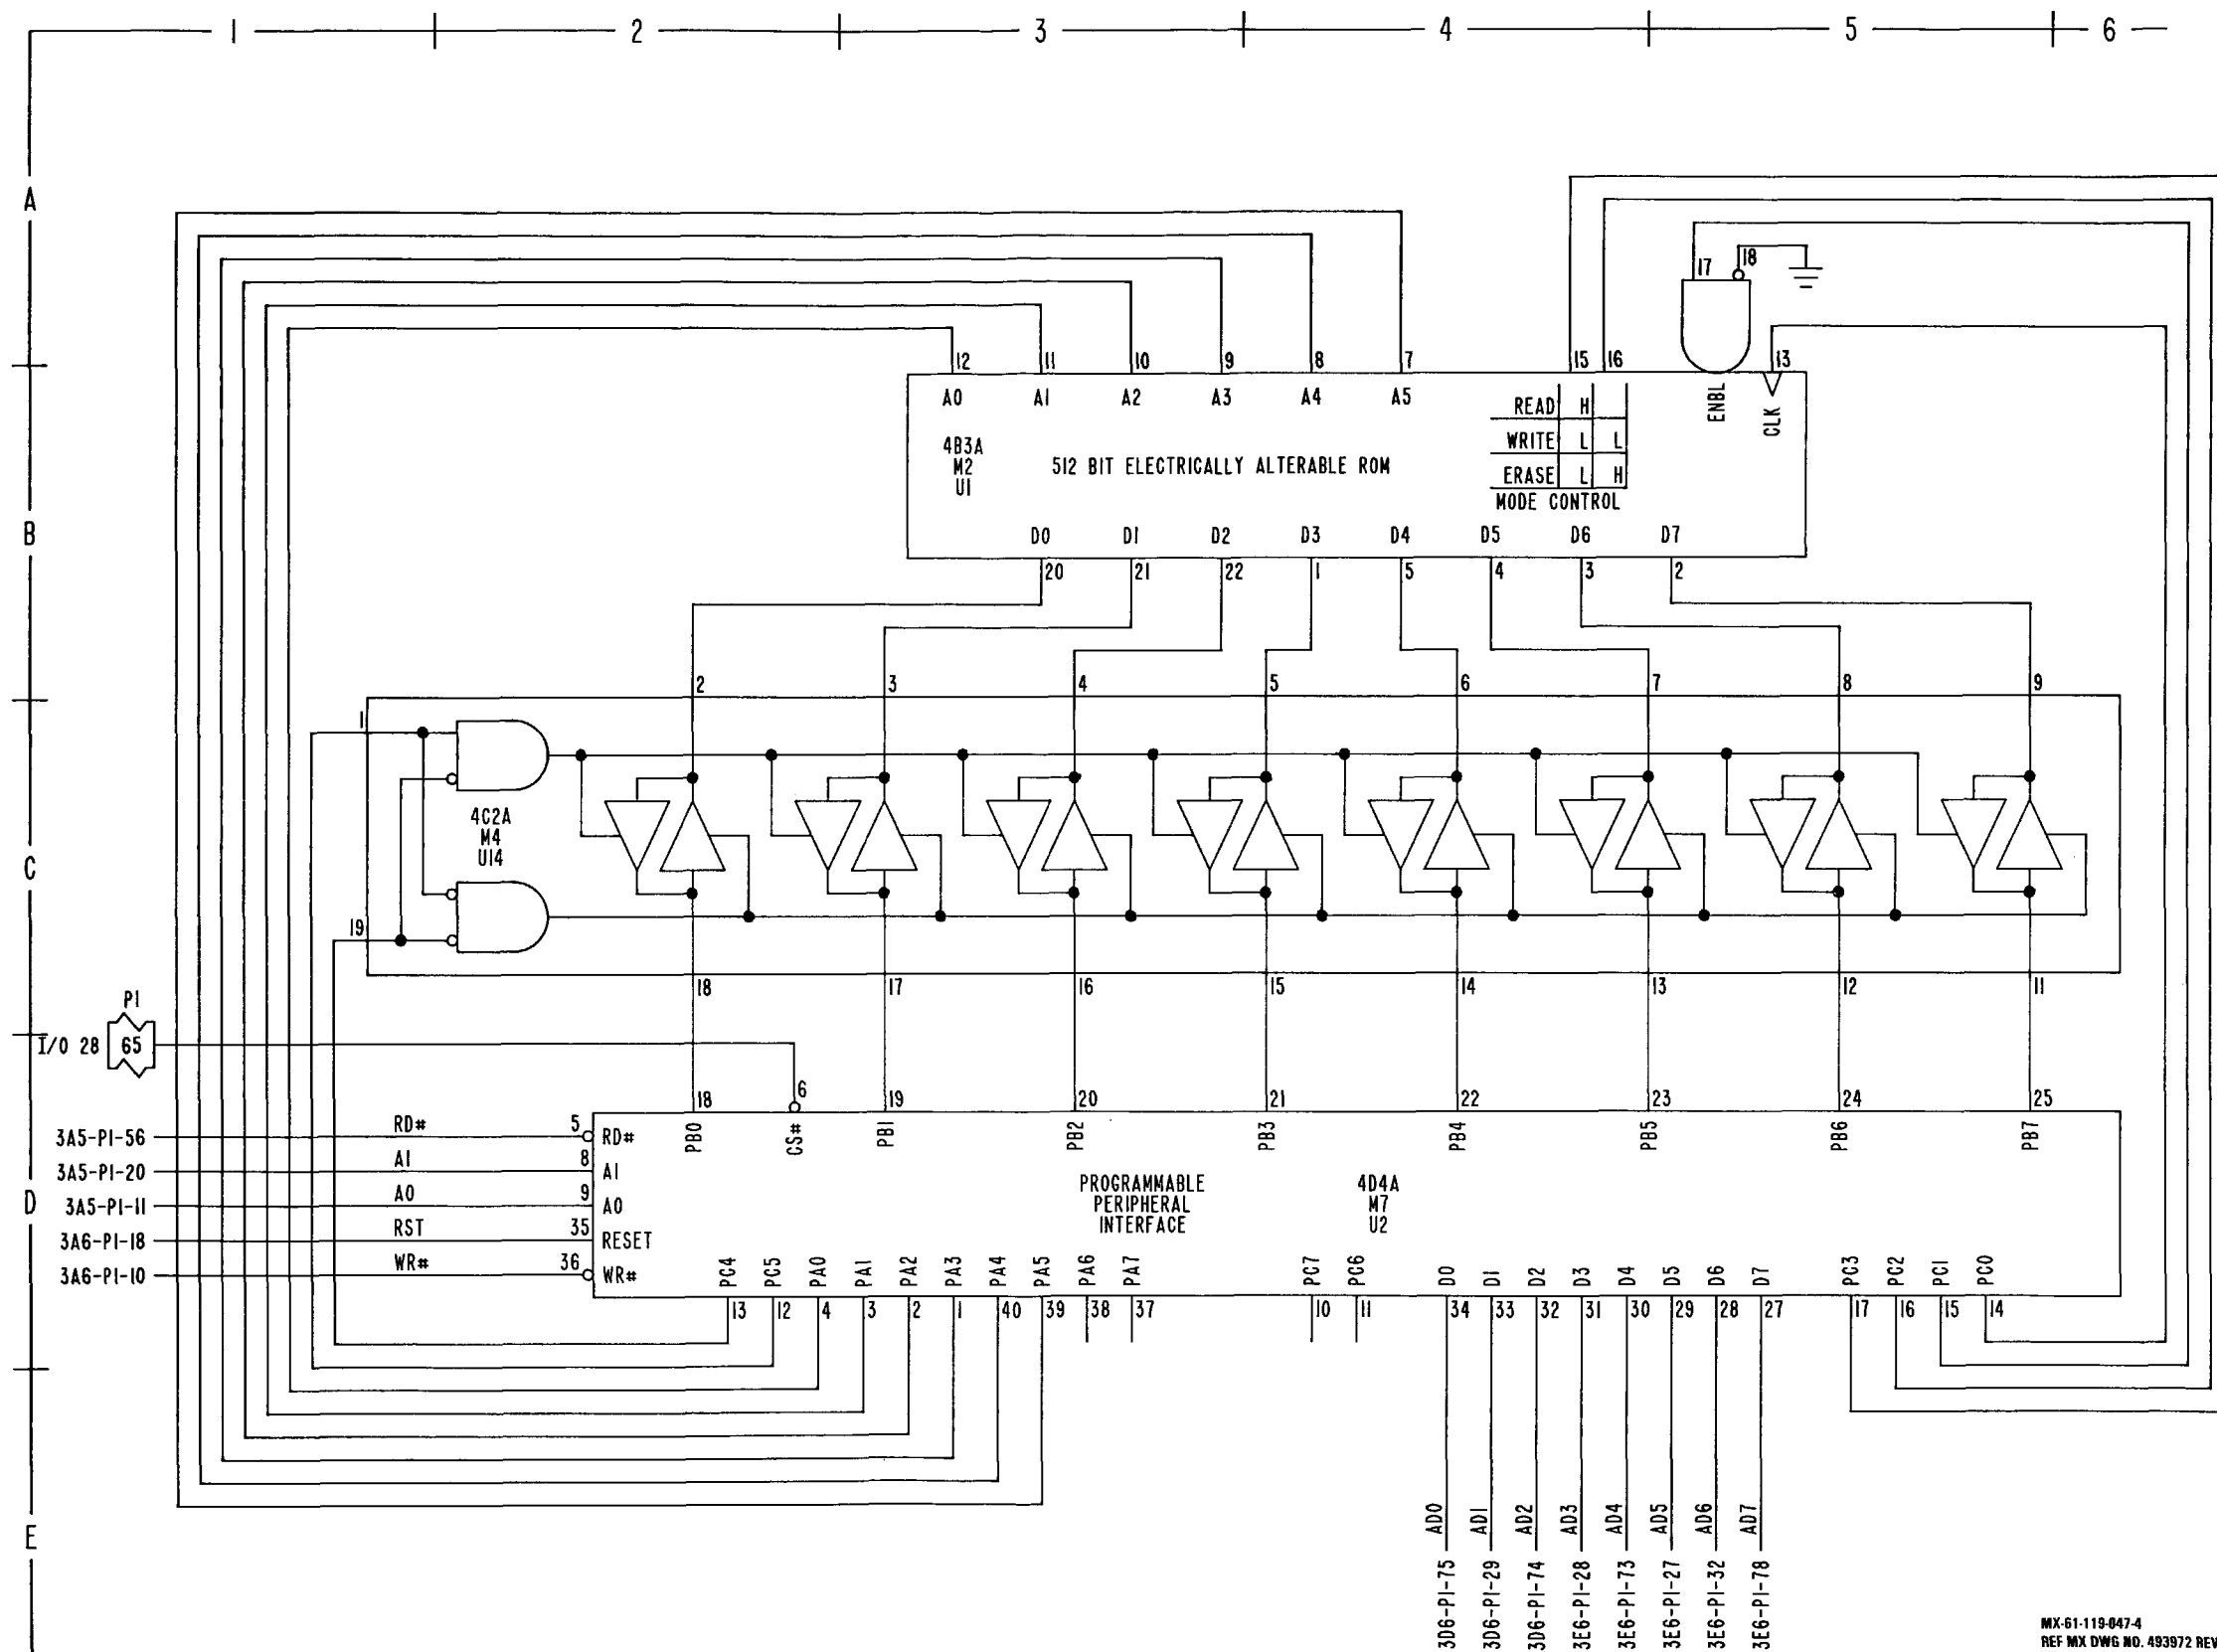 1 2 3 4 5 6
A
17 18
12 11 10 9 8 7 15 16 13
A0 A1 A2 A3 A4 A5
READ H
WRITE L L
ERASE L H
MODE CONTROL
ENBL
CLK
4B3A
M2
U1
512 BIT ELECTRICALLY ALTERABLE ROM
B
D0 D1 D2 D3 D4 D5 D6 D7
20 21 22 1 5 4 3 2
2 3 4 5 6 7 8 9
1
4C2A
M4
U14
C
19
18 17 16 15 14 13 12 11
P1
I/O 28 65
6
18 19 20 21 22 23 24 25
PB0 CS# PB1 PB2 PB3 PB4 PB5 PB6 PB7
3A5-P1-56 RD# 5 RD#
3A5-P1-20 A1 8 A1
3A5-P1-11 A0 9 A0
3A6-P1-18 RST 35 RESET
3A6-P1-10 WR# 36 WR#
D
PROGRAMMABLE
PERIPHERAL
INTERFACE
4D4A
M7
U2
PC4 PC5 PA0 PA1 PA2 PA3 PA4 PA5 PA6 PA7 PC7 PC6 D0 D1 D2 D3 D4 D5 D6 D7 PC3 PC2 PC1 PC0
13 12 4 3 2 1 40 39 38 37 10 11 34 33 32 31 30 29 28 27 17 16 15 14
E
AD0 AD1 AD2 AD3 AD4 AD5 AD6 AD7
3D6-P1-75
3D6-P1-29
3D6-P1-74
3E6-P1-28
3E6-P1-73
3E6-P1-27
3E6-P1-32
3E6-P1-78
MX-61-119-047-4
REF MX DWG NO. 493972 REV